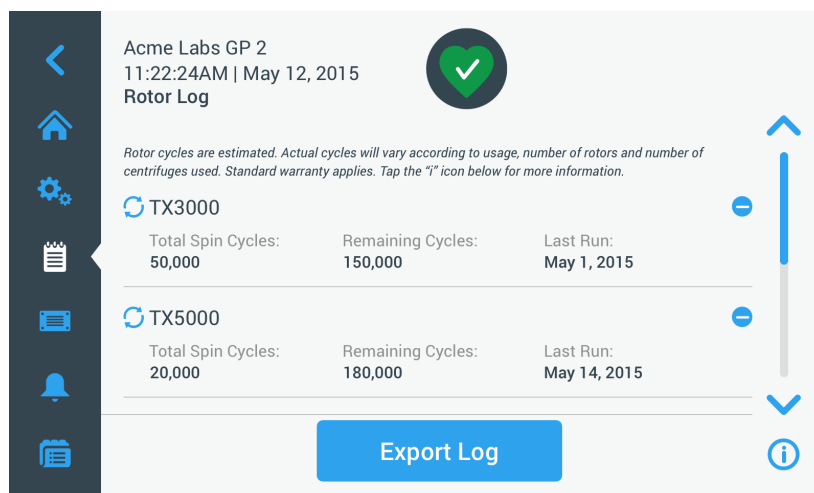 Acme Labs GP 2
11:22:24AM | May 12, 2015
Rotor Log
Rotor cycles are estimated. Actual cycles will vary according to usage, number of rotors and number of
centrifuges used. Standard warranty applies. Tap the “i” icon below for more information.
TX3000
Total Spin Cycles: Remaining Cycles: Last Run:
50,000 150,000 May 1, 2015
TX5000
Total Spin Cycles: Remaining Cycles: Last Run:
20,000 180,000 May 14, 2015
Export Log
i